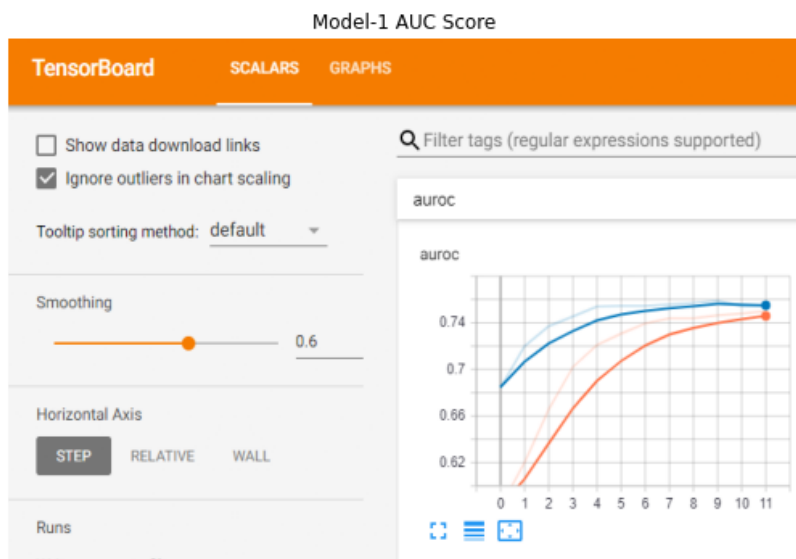 Model-1 AUC Score
TensorBoard SCALARS GRAPHS
Show data download links
Ignore outliers in chart scaling
Tooltip sorting method: default
Smoothing
0.6
Horizontal Axis
STEP RELATIVE WALL
Runs
Filter tags (regular expressions supported)
auroc
auroc
0.74
0.7
0.66
0.62
0 1 2 3 4 5 6 7 8 9 10 11